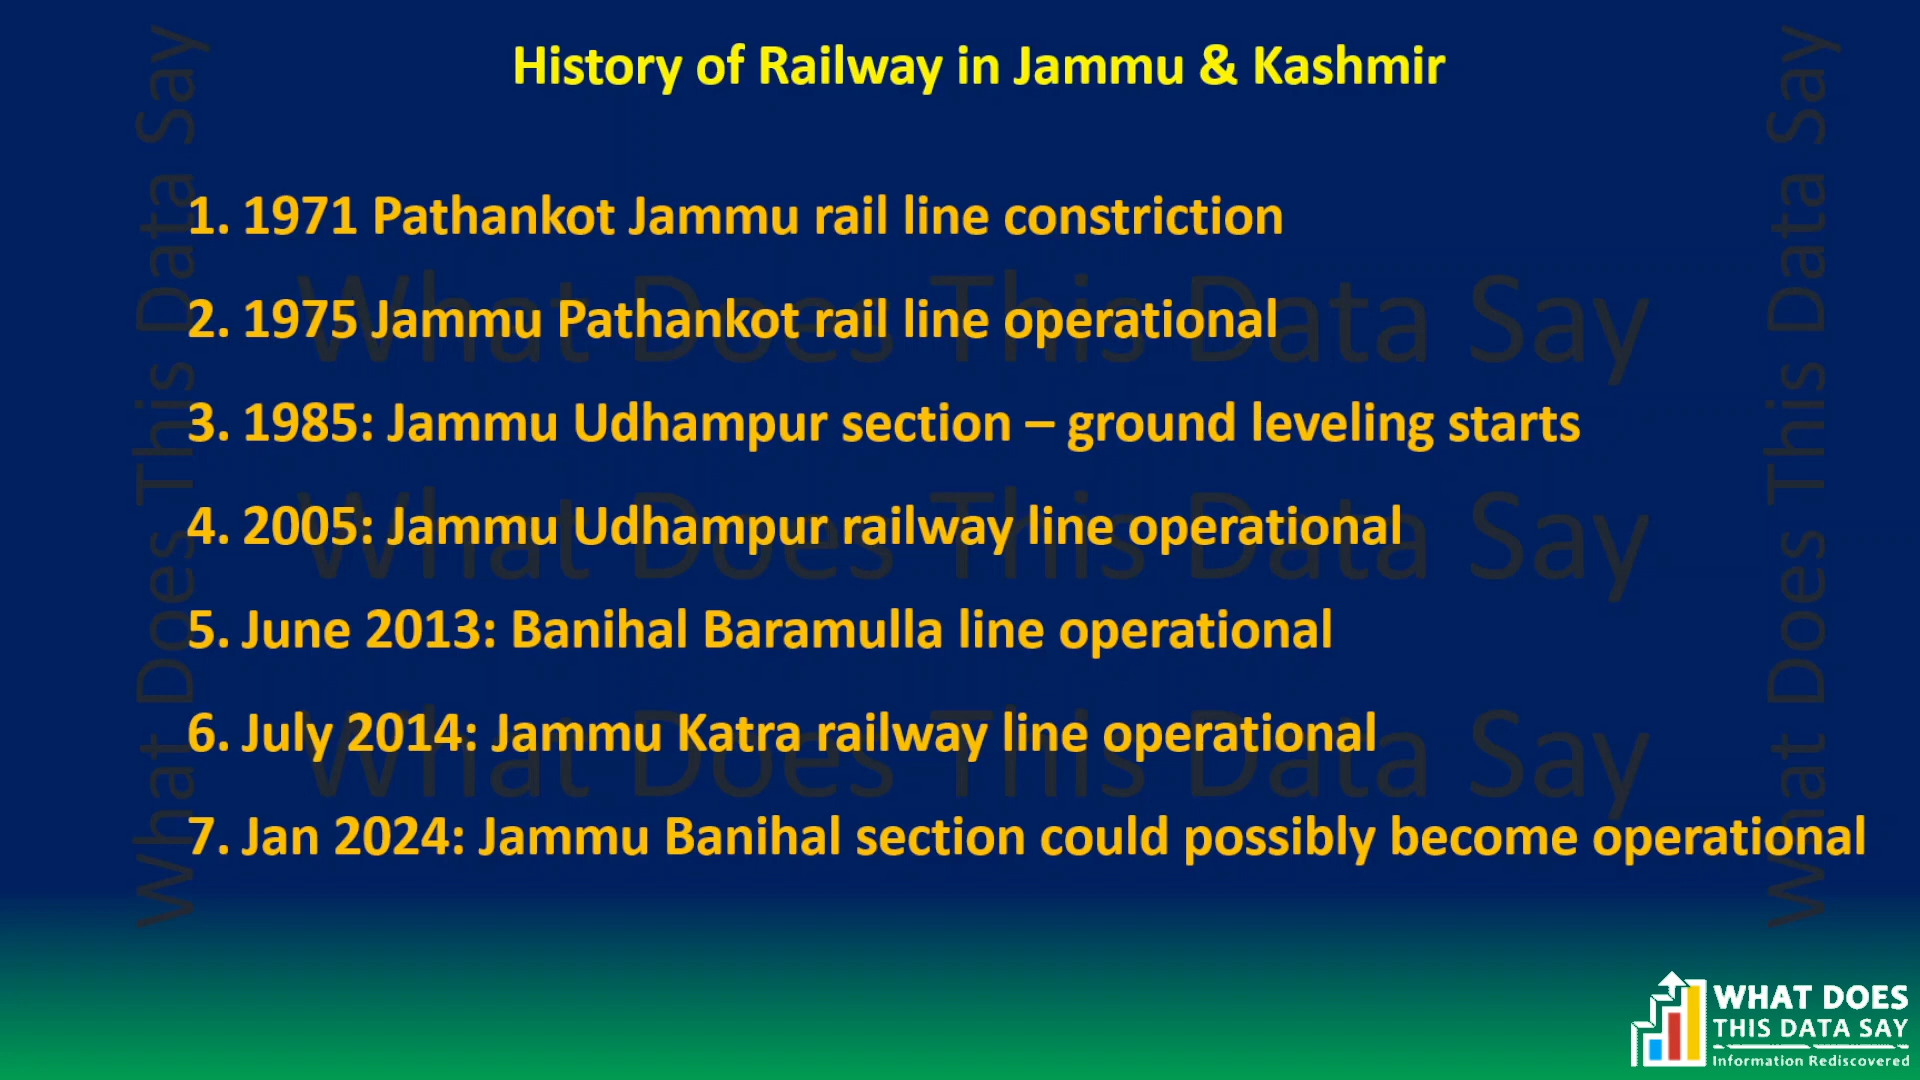 History of Railway in Jammu & Kashmir
1. 1971 Pathankot Jammu rail line constriction
2. 1975 Jammu Pathankot rail line operational
3. 1985: Jammu Udhampur section – ground leveling starts
4. 2005: Jammu Udhampur railway line operational
5. June 2013: Banihal Baramulla line operational
6. July 2014: Jammu Katra railway line operational
7. Jan 2024: Jammu Banihal section could possibly become operational
What Does This Data Say
What Does This Data Say
What Does This Data Say
What Does This Data Say
What Does This Data Say
WHAT DOES
THIS DATA SAY
Information Rediscovered